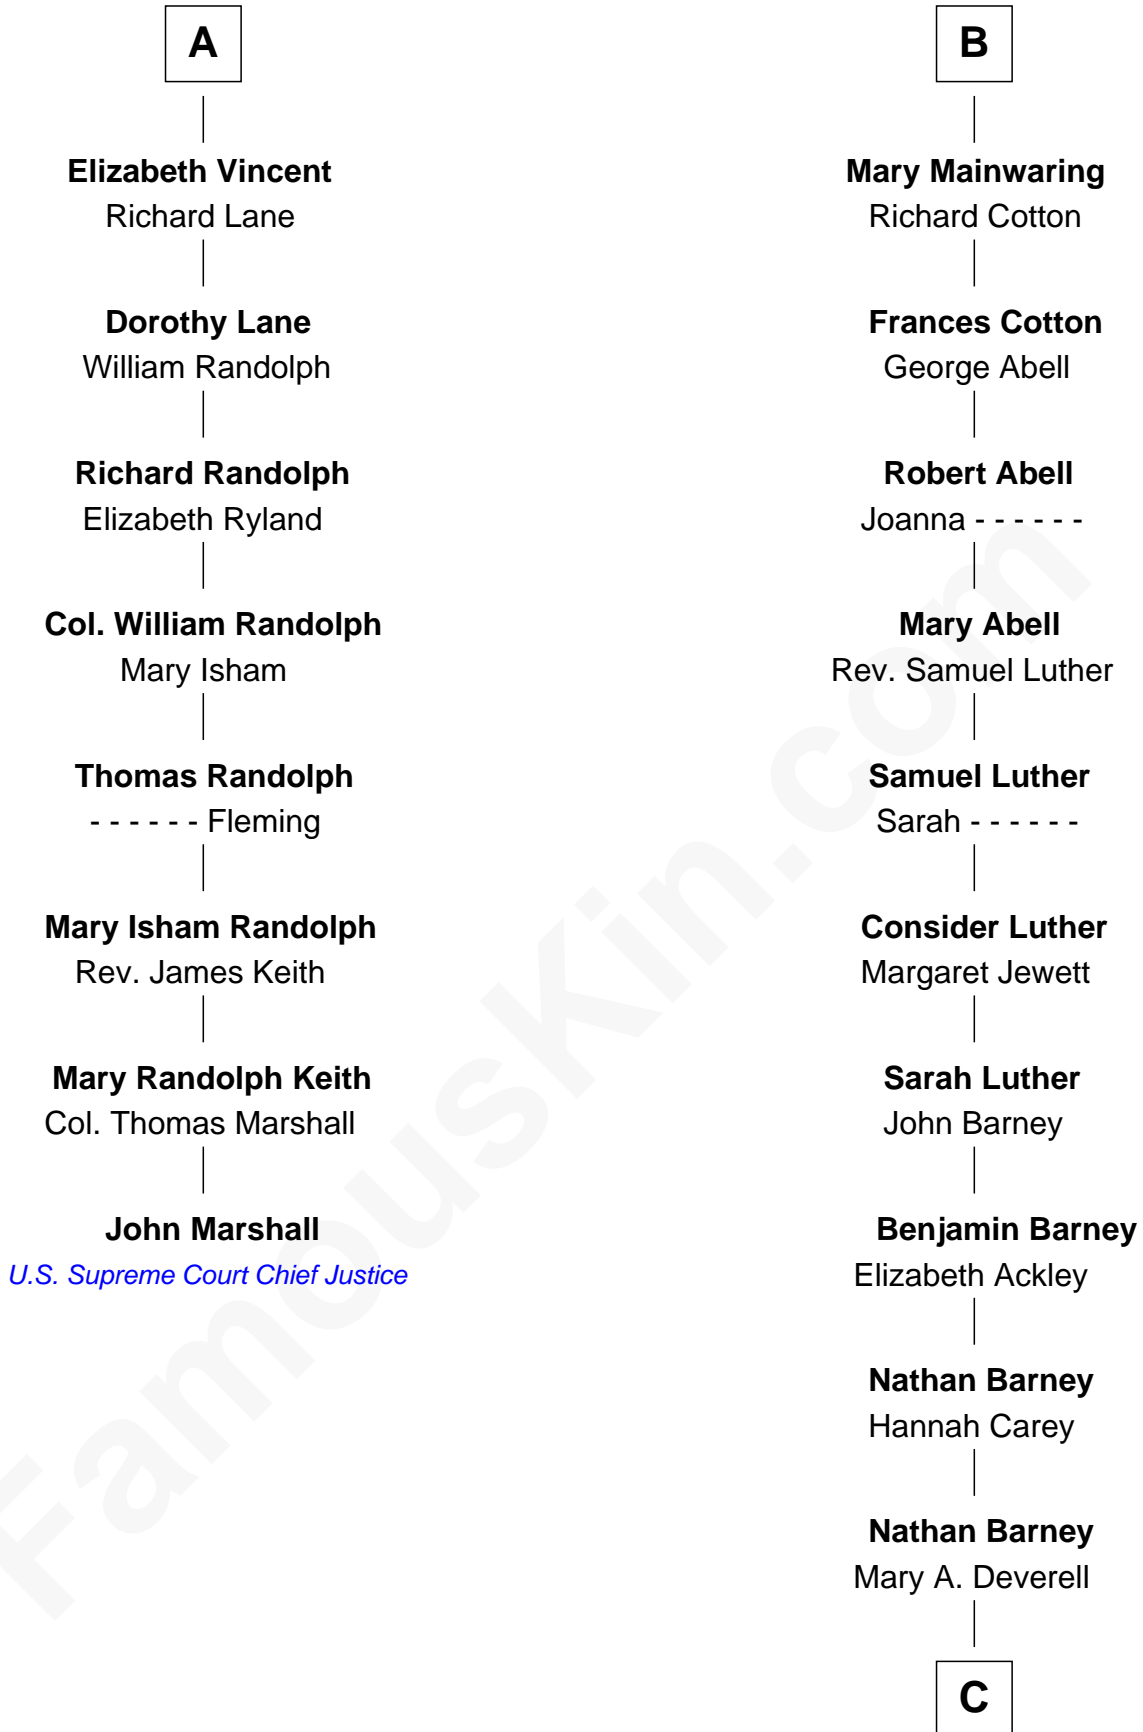 A
Elizabeth Vincent
Richard Lane
Dorothy Lane
William Randolph
Richard Randolph
Elizabeth Ryland
Col. William Randolph
Mary Isham
Thomas Randolph
- - - - - - Fleming
Mary Isham Randolph
Rev. James Keith
Mary Randolph Keith
Col. Thomas Marshall
John Marshall
U.S. Supreme Court Chief Justice
B
Mary Mainwaring
Richard Cotton
Frances Cotton
George Abell
Robert Abell
Joanna - - - - - -
Mary Abell
Rev. Samuel Luther
Samuel Luther
Sarah - - - - - -
Consider Luther
Margaret Jewett
Sarah Luther
John Barney
Benjamin Barney
Elizabeth Ackley
Nathan Barney
Hannah Carey
Nathan Barney
Mary A. Deverell
C
FamousKin.com